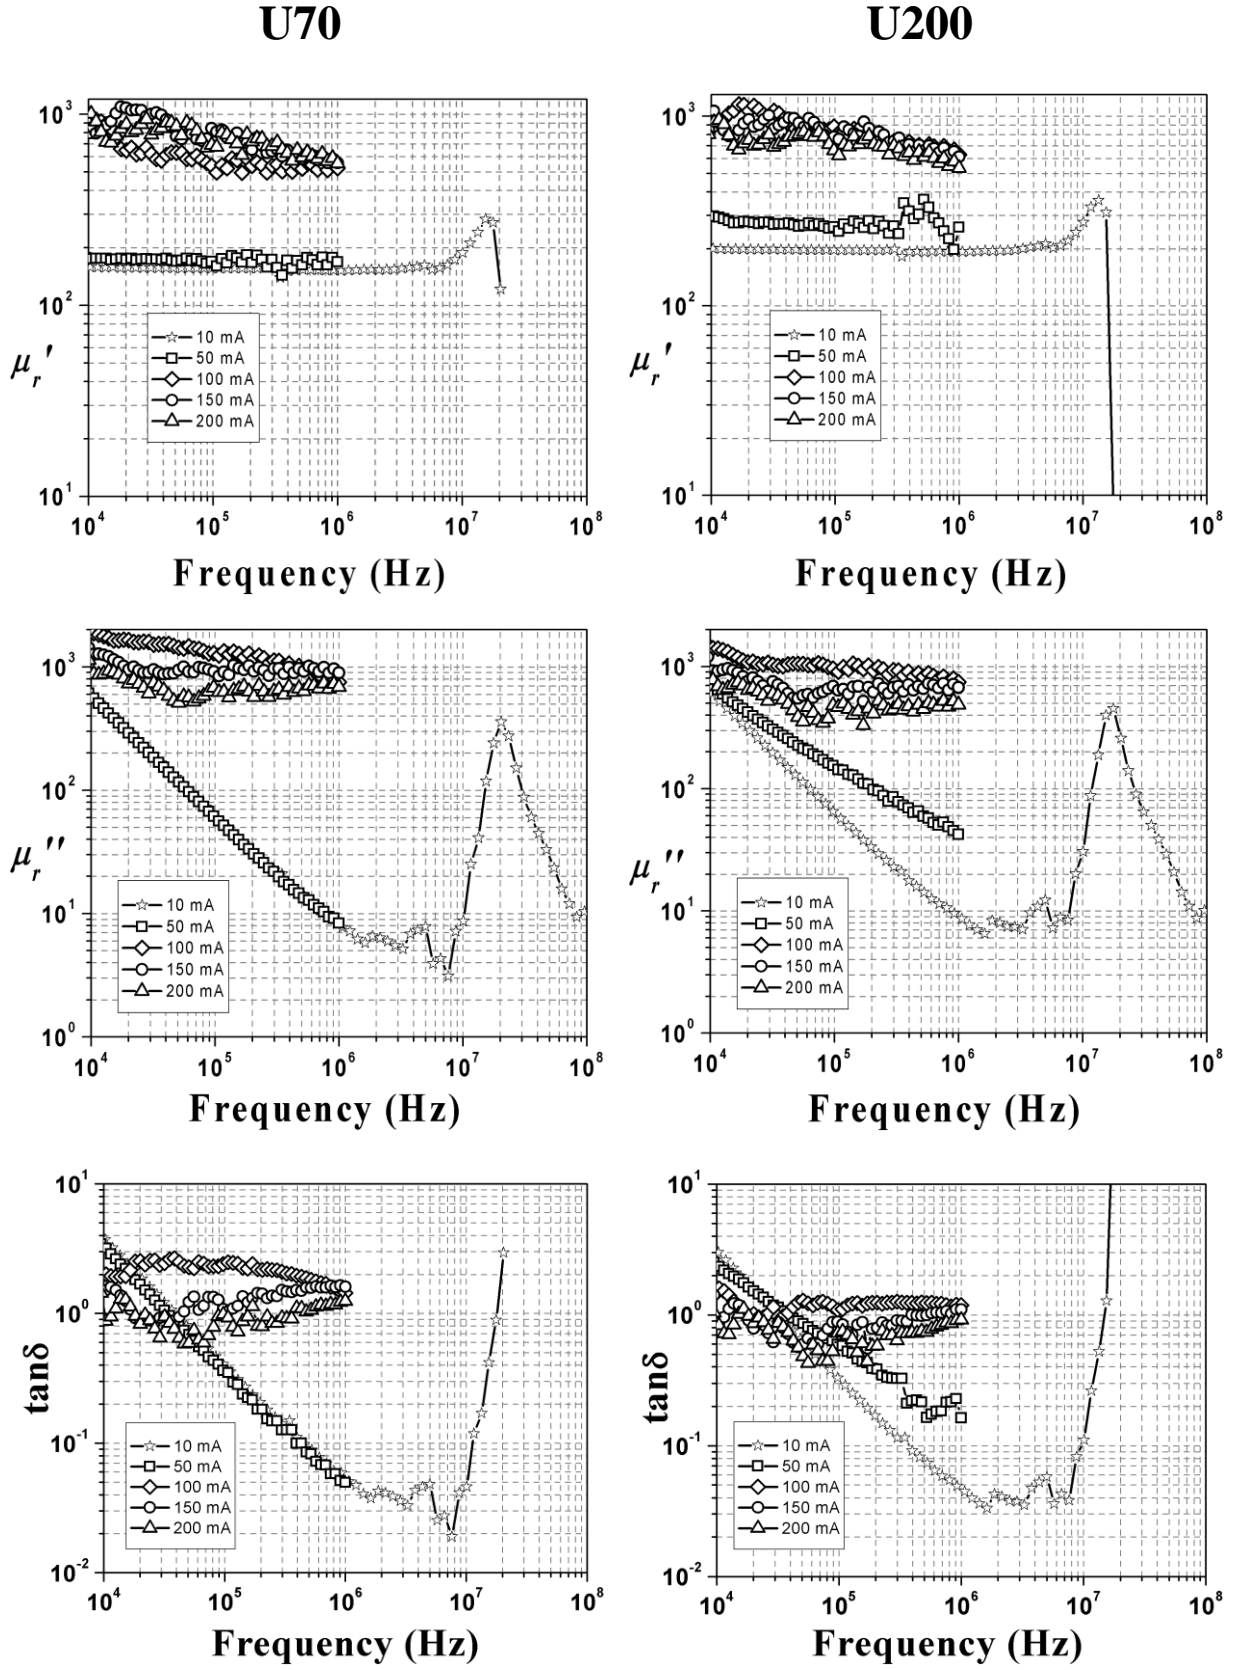 U70 U200
10³ 10³
10² 10²
μᵣ' μᵣ'
10 mA 10 mA
50 mA 50 mA
100 mA 100 mA
150 mA 150 mA
200 mA 200 mA
10¹ 10¹
10⁴ 10⁵ 10⁶ 10⁷ 10⁸ 10⁴ 10⁵ 10⁶ 10⁷ 10⁸
Frequency (Hz) Frequency (Hz)
10³ 10³
10² 10²
μᵣ'' μᵣ''
10¹ 10¹
10 mA 10 mA
50 mA 50 mA
100 mA 100 mA
150 mA 150 mA
200 mA 200 mA
10⁰ 10⁰
10⁴ 10⁵ 10⁶ 10⁷ 10⁸ 10⁴ 10⁵ 10⁶ 10⁷ 10⁸
Frequency (Hz) Frequency (Hz)
10¹ 10¹
10⁰ 10⁰
tanδ tanδ
10⁻¹ 10⁻¹
10 mA 10 mA
50 mA 50 mA
100 mA 100 mA
150 mA 150 mA
200 mA 200 mA
10⁻² 10⁻²
10⁴ 10⁵ 10⁶ 10⁷ 10⁸ 10⁴ 10⁵ 10⁶ 10⁷ 10⁸
Frequency (Hz) Frequency (Hz)